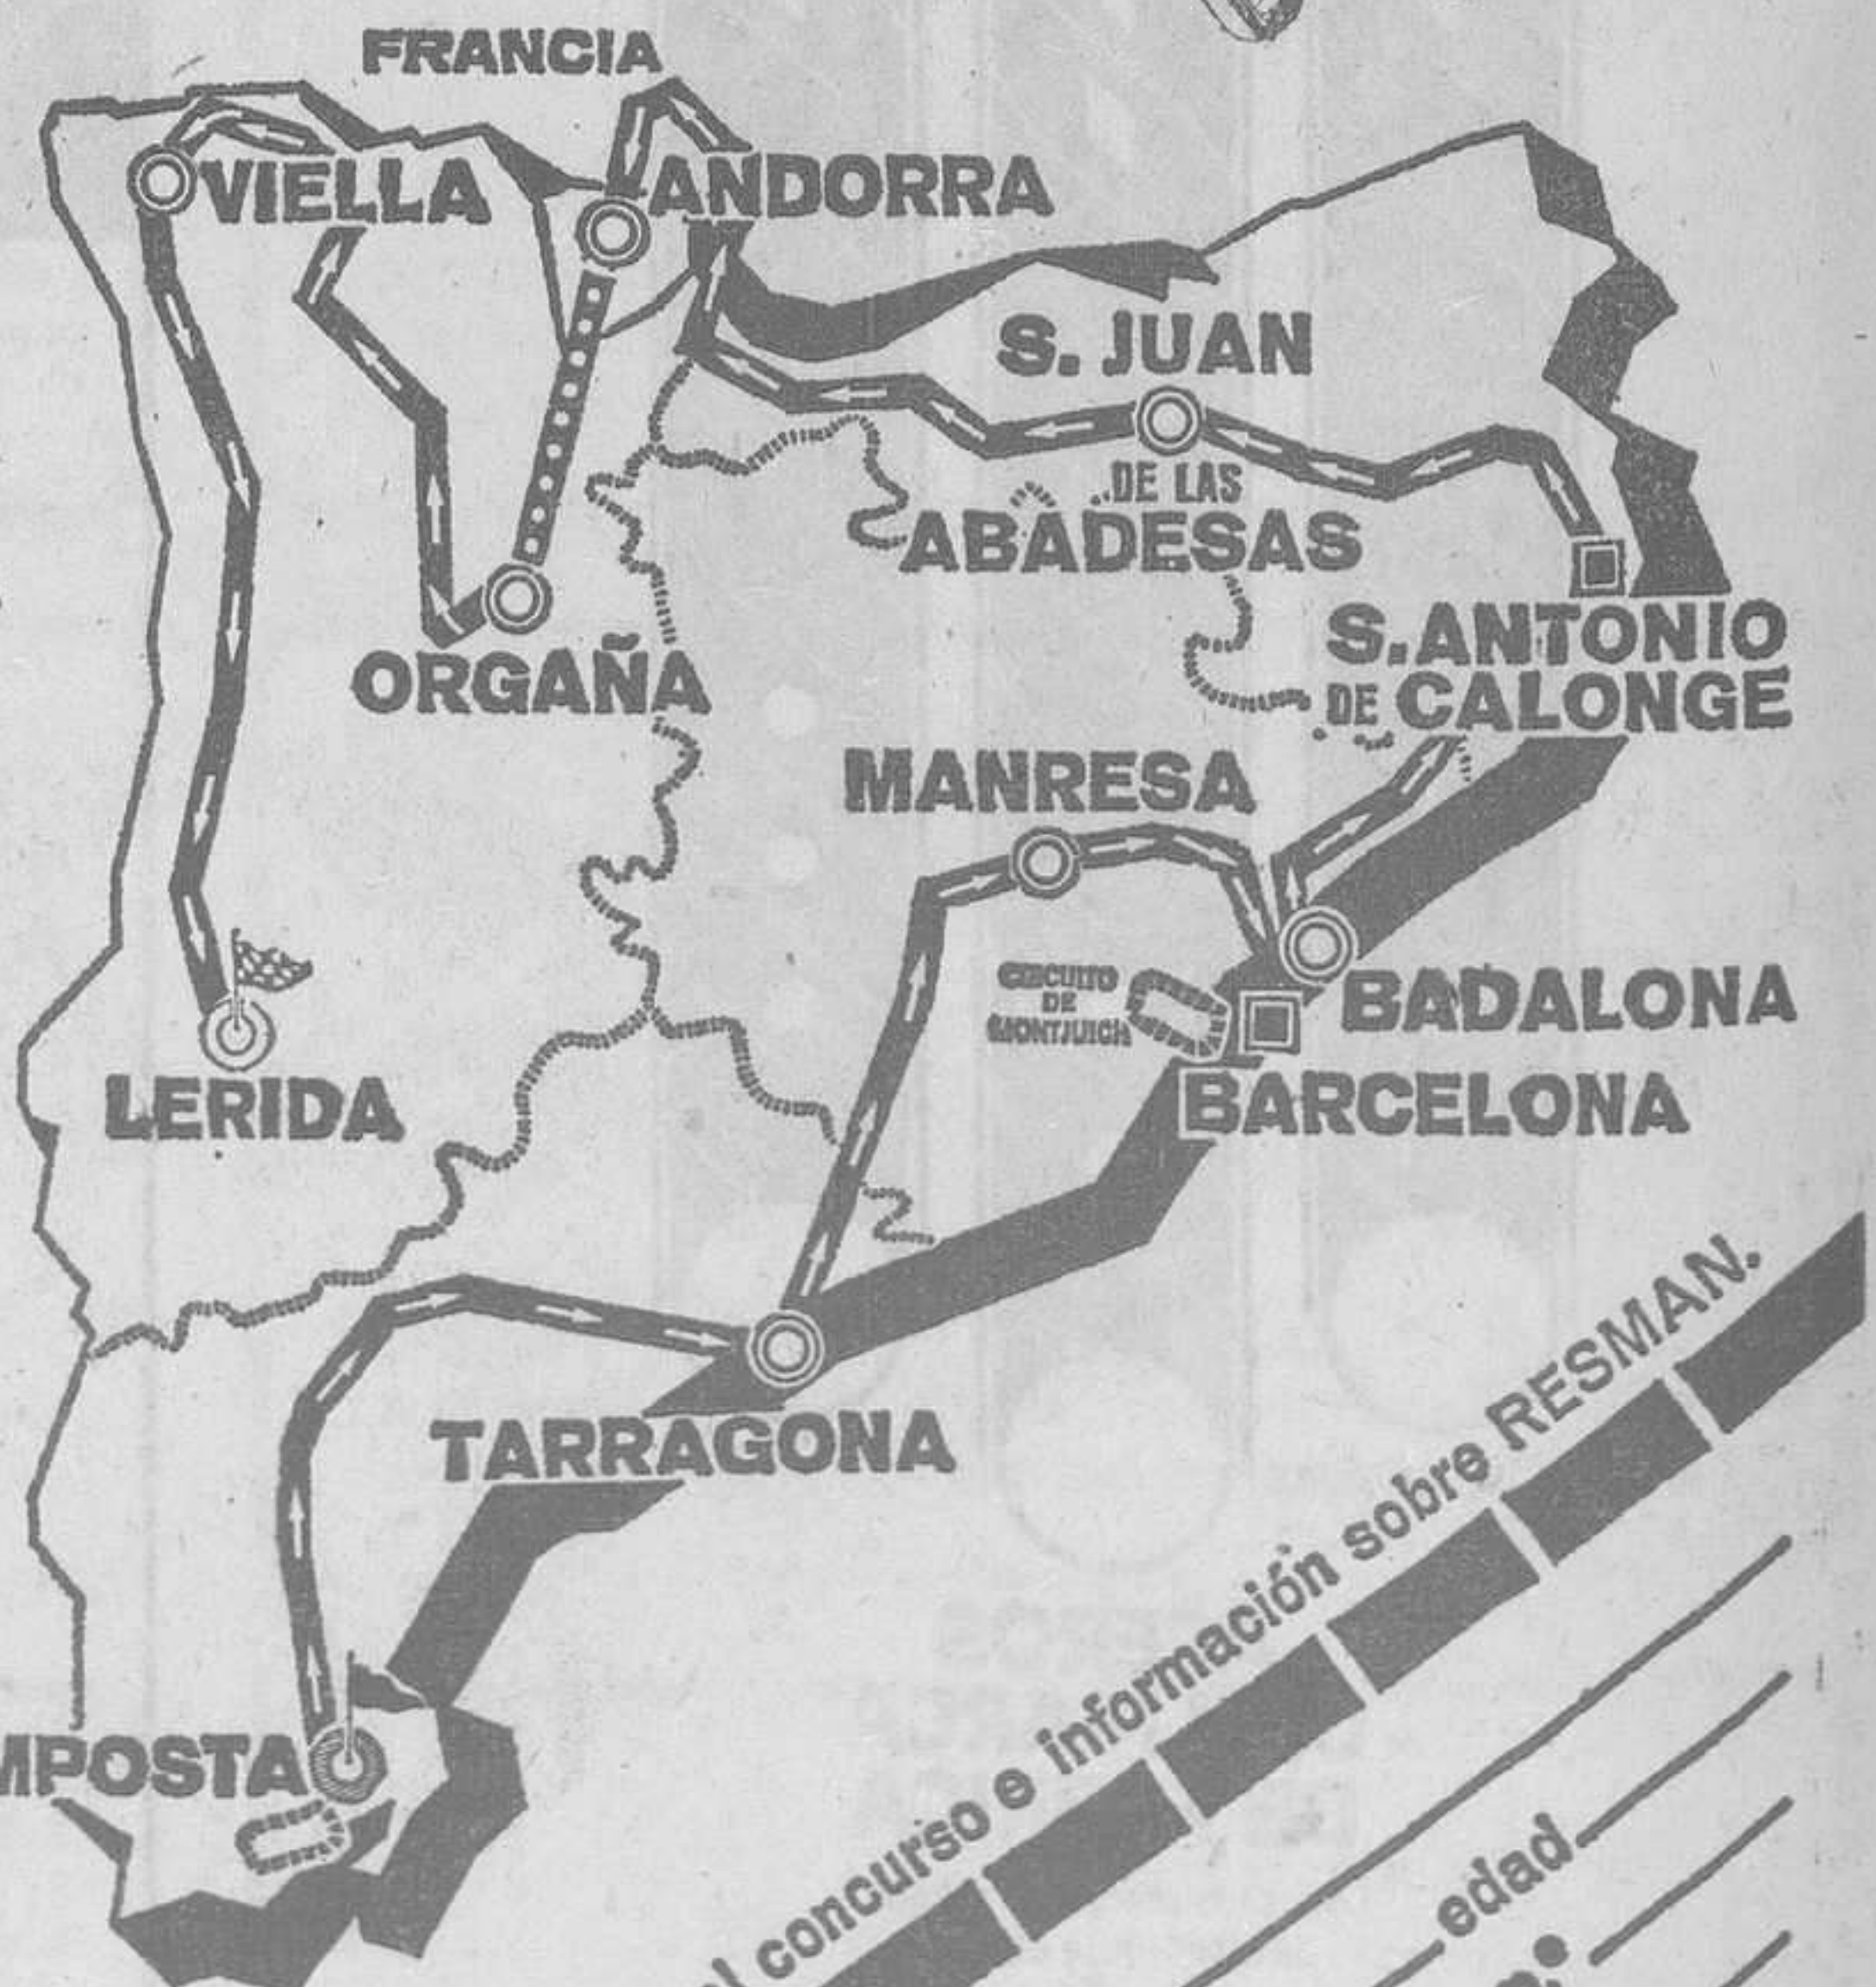 FRANCIA
VIELLA
ANDORRA
S. JUAN
DE LAS
ABADESAS
ORGAÑA
S. ANTONIO
DE CALONGE
MANRESA
CIRCUITO
DE
MONTJUICH
BADALONA
BARCELONA
LERIDA
TARRAGONA
MPOSTA
l concurso e información sobre RESMAN.
edad